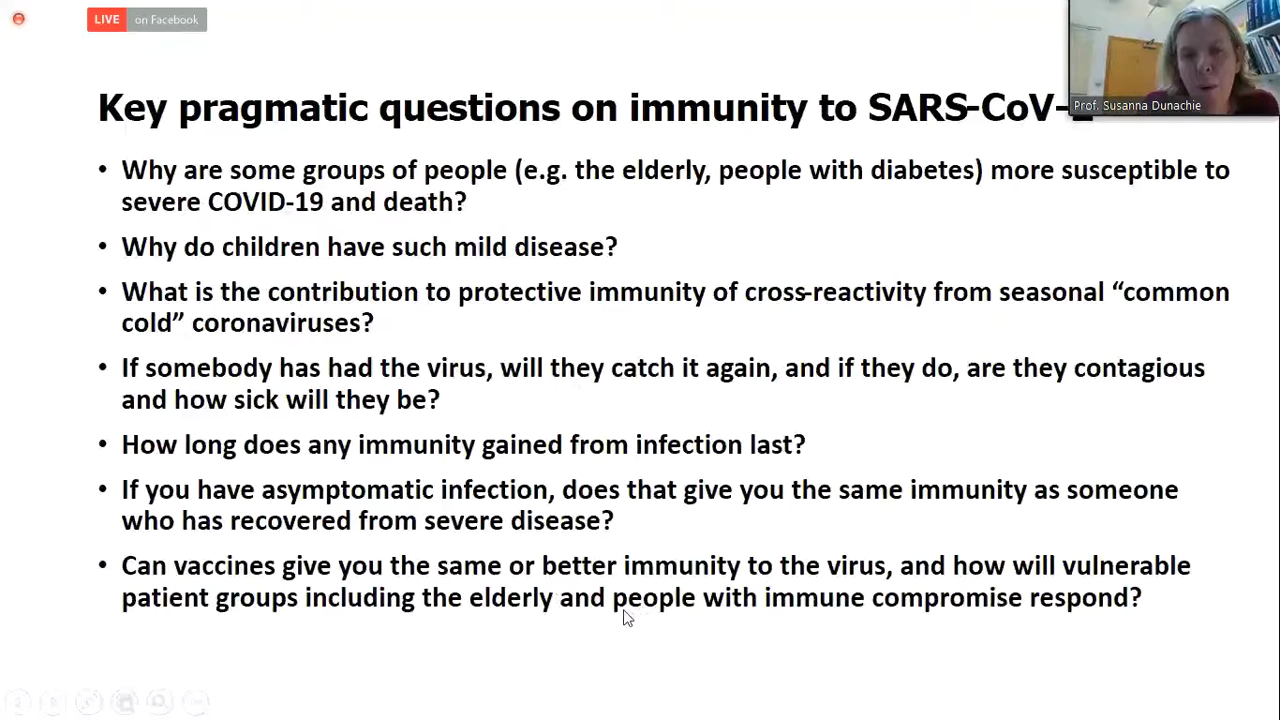 LIVE on Facebook
Prof. Susanna Dunachie
Key pragmatic questions on immunity to SARS-CoV-
• Why are some groups of people (e.g. the elderly, people with diabetes) more susceptible to
severe COVID-19 and death?
• Why do children have such mild disease?
• What is the contribution to protective immunity of cross-reactivity from seasonal “common
cold” coronaviruses?
• If somebody has had the virus, will they catch it again, and if they do, are they contagious
and how sick will they be?
• How long does any immunity gained from infection last?
• If you have asymptomatic infection, does that give you the same immunity as someone
who has recovered from severe disease?
• Can vaccines give you the same or better immunity to the virus, and how will vulnerable
patient groups including the elderly and people with immune compromise respond?